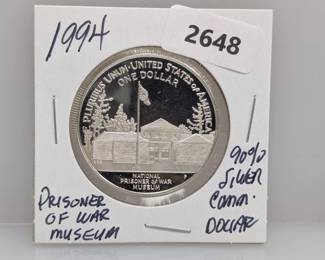 1994
2648
E PLURIBUS UNUM · UNITED STATES OF AMERICA
ONE DOLLAR
NATIONAL
PRISONER OF WAR
MUSEUM
P
PRISONER
OF WAR
MUSEUM
90%
SILVER
COMM.
DOLLAR